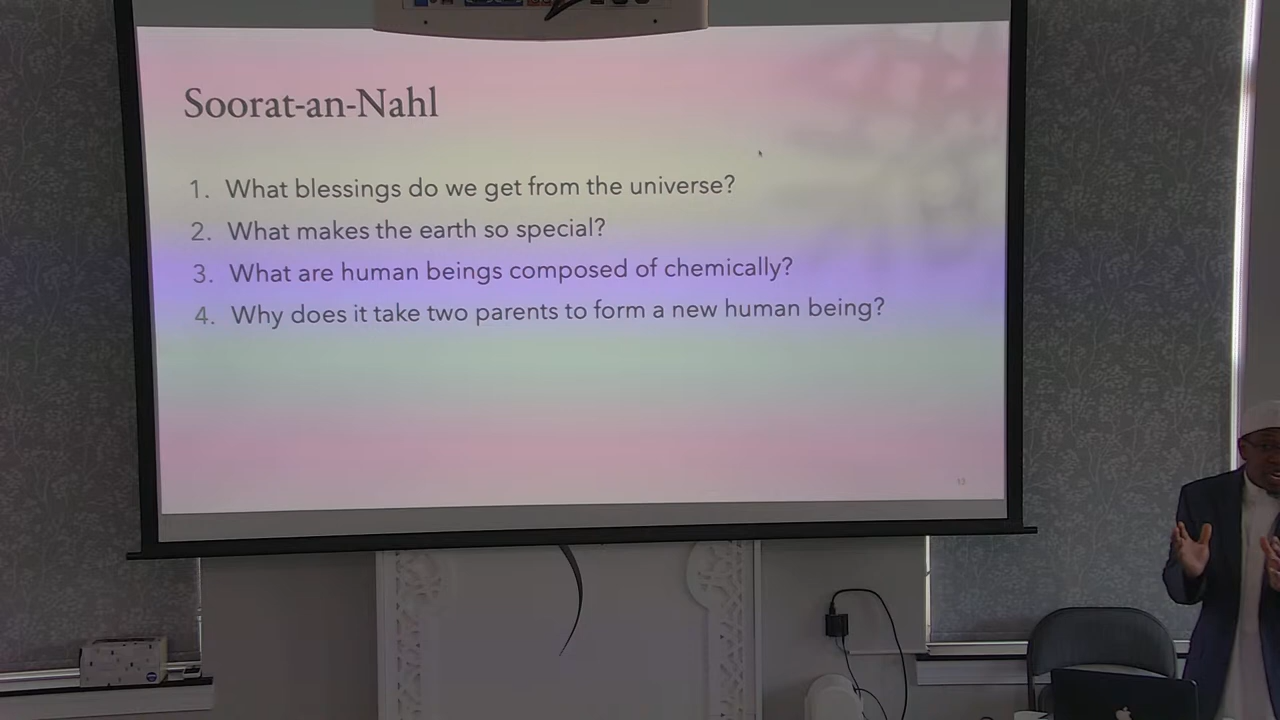 Soorat-an-Nahl
1. What blessings do we get from the universe?
2. What makes the earth so special?
3. What are human beings composed of chemically?
4. Why does it take two parents to form a new human being?